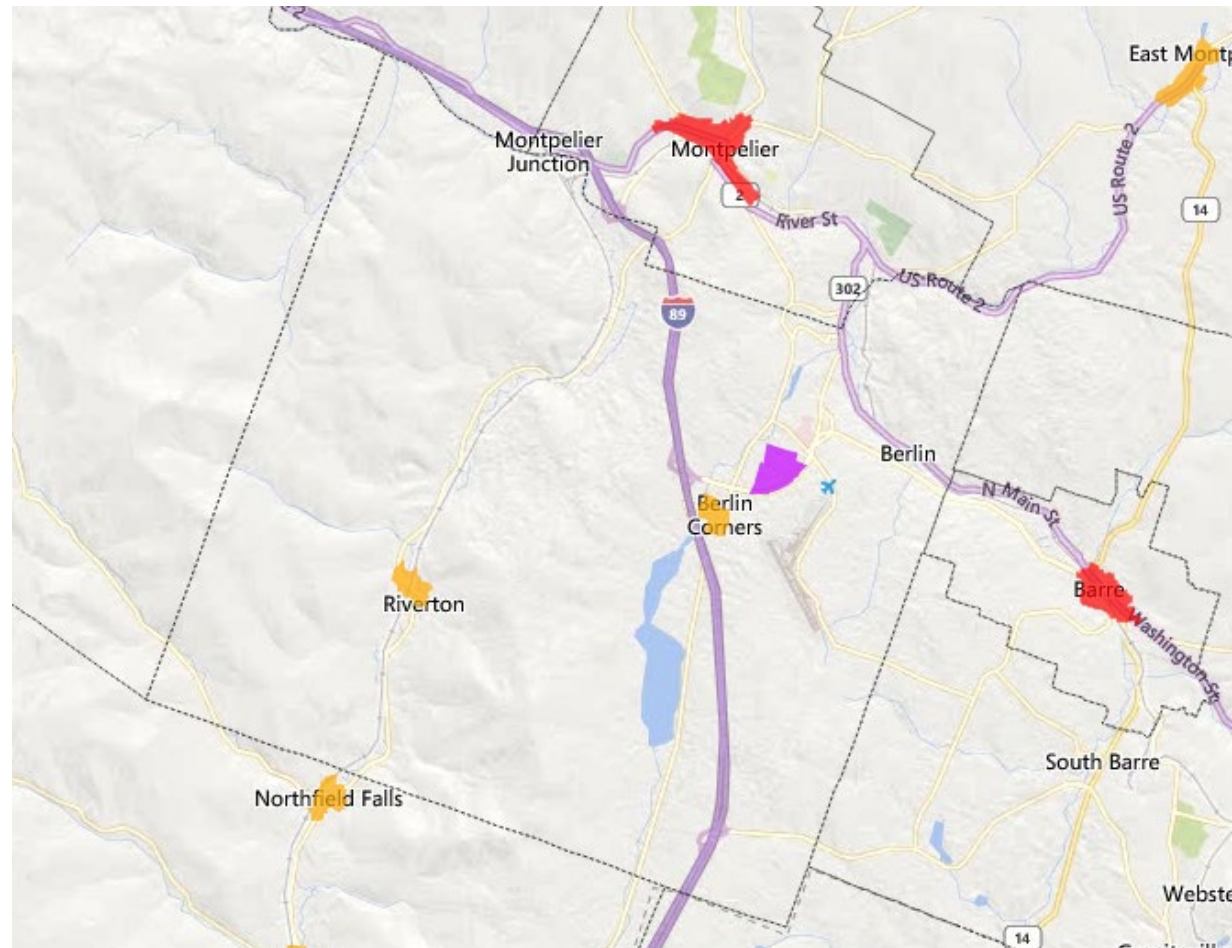 East Montp
Montpelier
Junction
Montpelier
2
River St
US Route 2
14
302
US Route 2
89
Berlin
N Main St
Berlin
Corners
Riverton
Barre
Washington St
South Barre
Northfield Falls
Webste
14